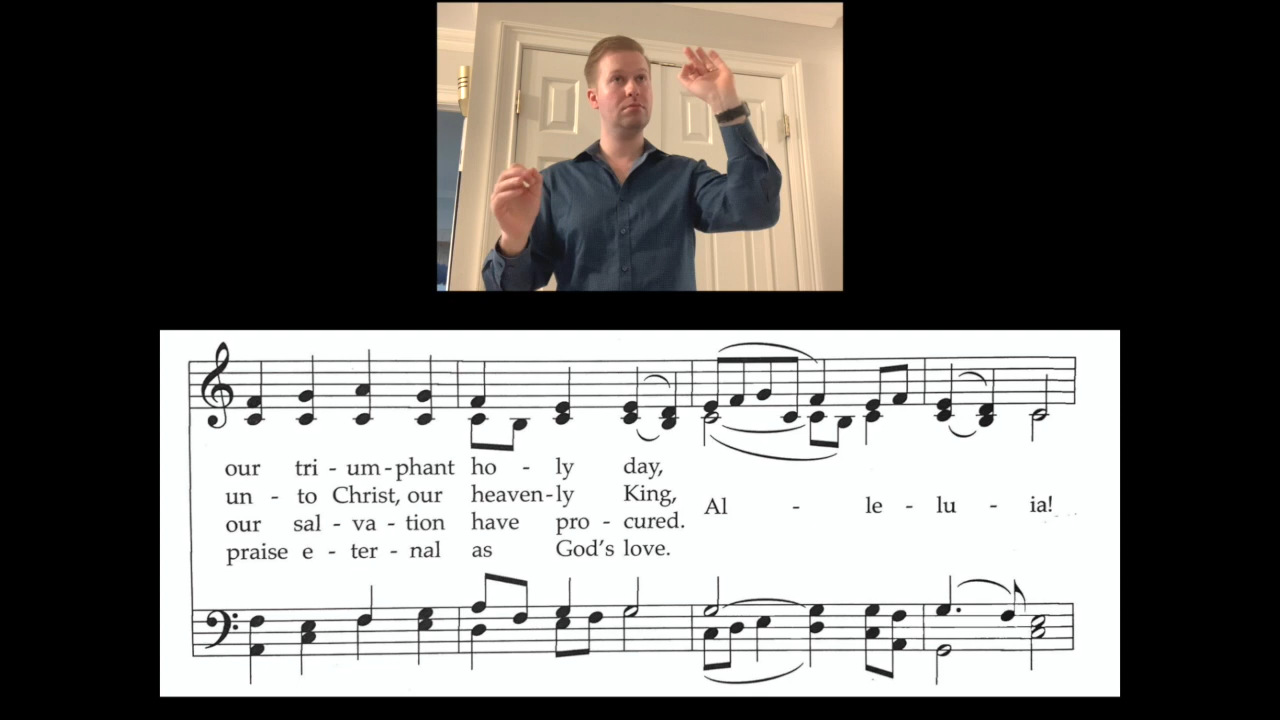 our tri - um - phant ho - ly day,
un - to Christ, our heaven - ly King,
Al - le - lu - ia!
our sal - va - tion have pro - cured.
praise e - ter - nal as God's love.